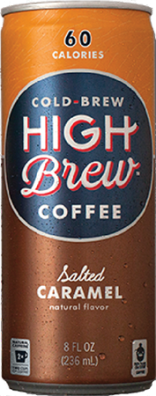 60
CALORIES
COLD-BREW
HIGH
Brew
COFFEE
Salted
CARAMEL
natural flavor
8 FL OZ
(236 mL)